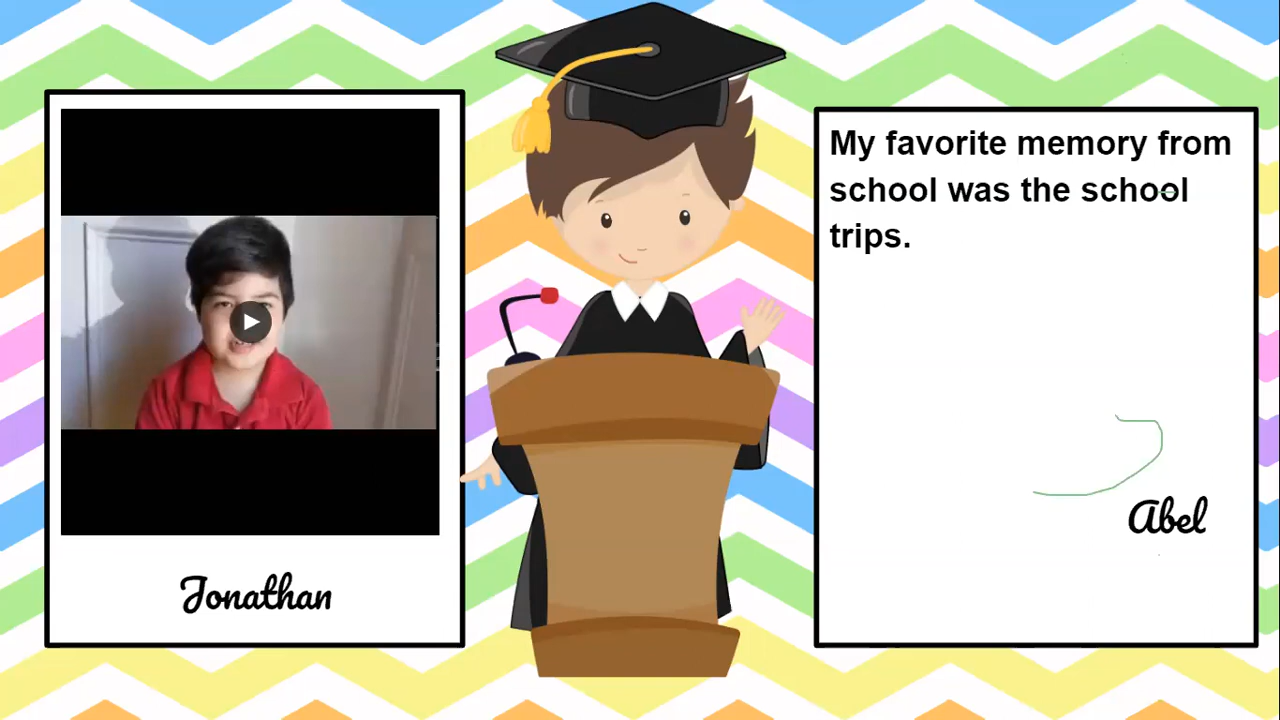 Jonathan
My favorite memory from
school was the school
trips.
Abel